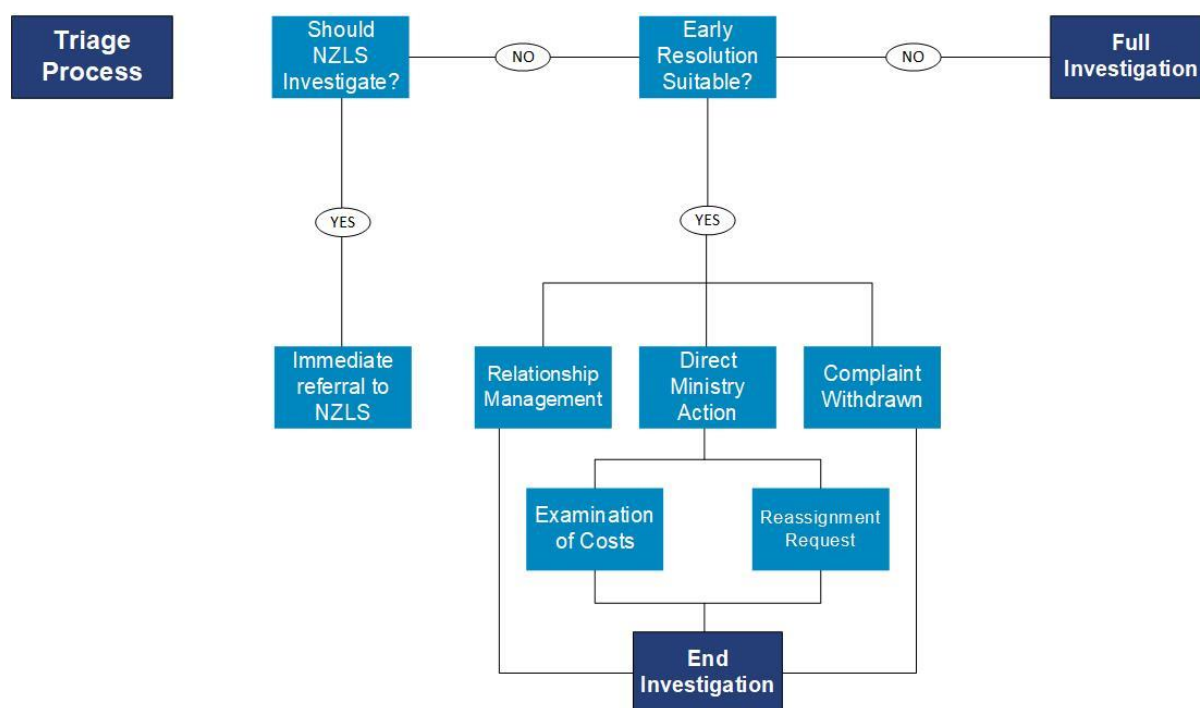 Triage
Process
Should
NZLS
Investigate?
NO
Early
Resolution
Suitable?
NO
Full
Investigation
YES
YES
Immediate
referral to
NZLS
Relationship
Management
Direct
Ministry
Action
Complaint
Withdrawn
Examination
of Costs
Reassignment
Request
End
Investigation